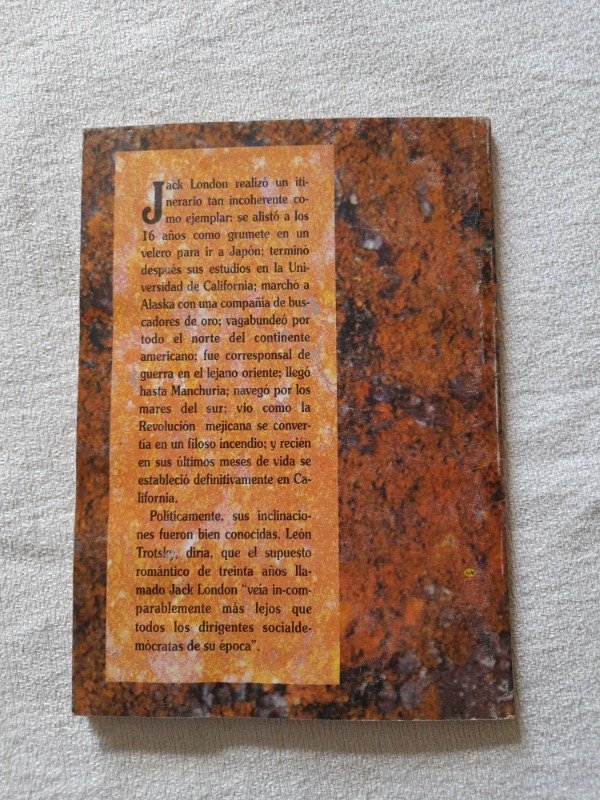 Jack London realizó un iti-
nerario tan incoherente co-
mo ejemplar: se alistó a los
16 años como grumete en un
velero para ir a Japón; terminó
después sus estudios en la Uni-
versidad de California; marchó a
Alaska con una compañía de bus-
cadores de oro; vagabundeó por
todo el norte del continente
americano; fue corresponsal de
guerra en el lejano oriente; llegó
hasta Manchuria; navegó por los
mares del sur; vío como la
Revolución mejicana se conver-
tía en un filoso incendio; y recién
en sus últimos meses de vida se
estableció definitivamente en Ca-
lifornia.
Políticamente, sus inclinacio-
nes fueron bien conocidas. León
Trotsky, diría, que el supuesto
romántico de treinta años lla-
mado Jack London "veía in-com-
parablemente más lejos que
todos los dirigentes socialde-
mócratas de su época".